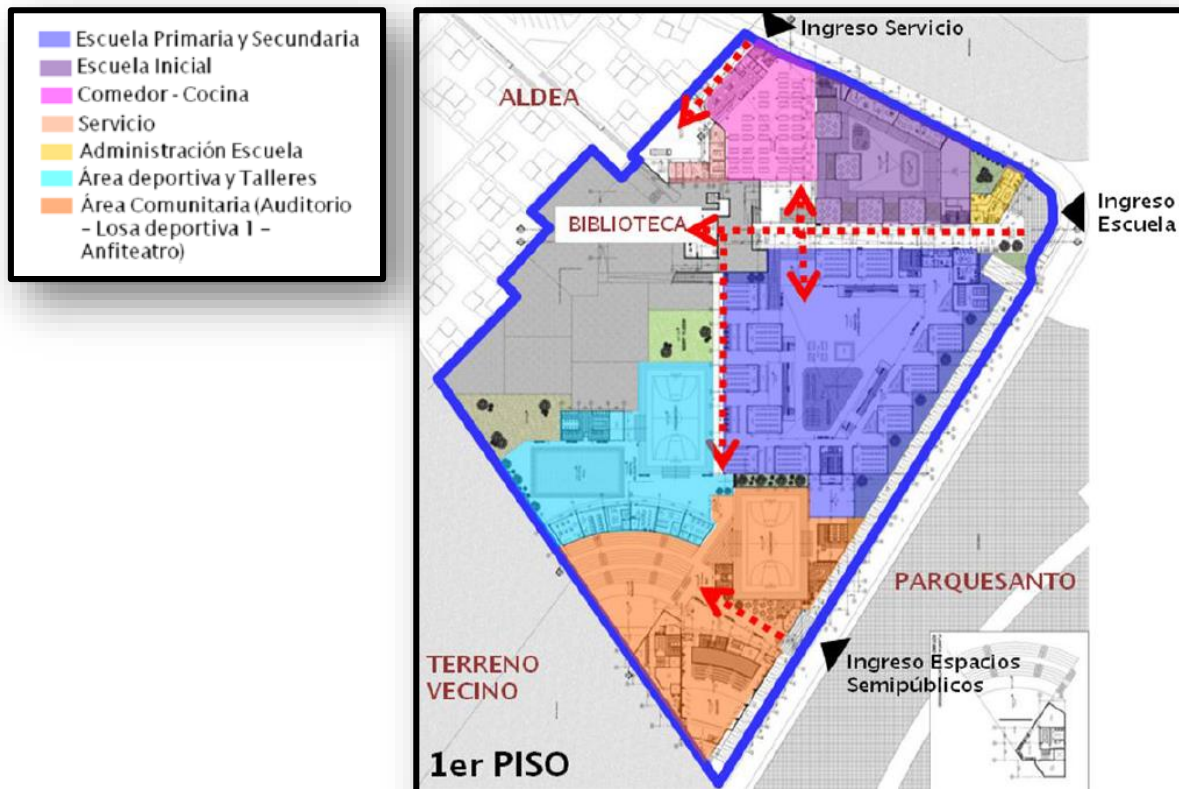 Escuela Primaria y Secundaria
Escuela Inicial
Comedor - Cocina
Servicio
Administración Escuela
Área deportiva y Talleres
Área Comunitaria (Auditorio
– Losa deportiva 1 –
Anfiteatro)
Ingreso Servicio
ALDEA
Ingreso
Escuela
BIBLIOTECA
PARQUESANTO
TERRENO
VECINO
Ingreso Espacios
Semipúblicos
1er PISO